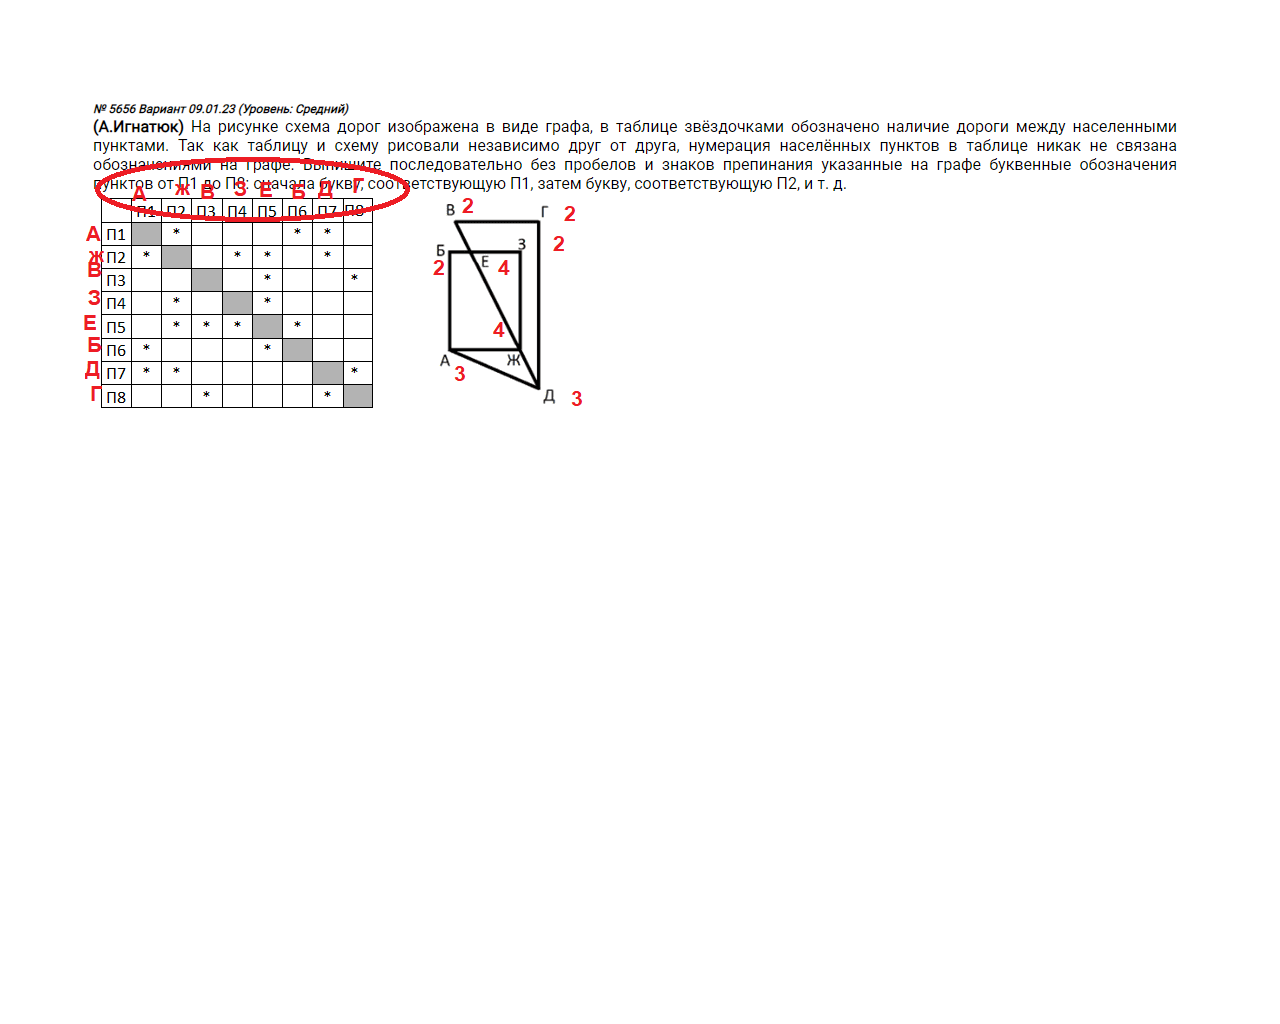 № 5656 Вариант 09.01.23 (Уровень: Средний)
(А.Игнатюк) На рисунке схема дорог изображена в виде графа, в таблице звёздочками обозначено наличие дороги между населенными
пунктами. Так как таблицу и схему рисовали независимо друг от друга, нумерация населённых пунктов в таблице никак не связана
обозначениями на графе. Выпишите последовательно без пробелов и знаков препинания указанные на графе буквенные обозначения
пунктов от П1 до П8: сначала букву, соответствующую П1, затем букву, соответствующую П2, и т. д.
А Ж В З Е Б Д Г
П1 П2 П3 П4 П5 П6 П7 П8
А П1 * * *
Ж П2 * * * *
В П3 * *
З П4 * *
Е П5 * * * *
Б П6 * *
Д П7 * * *
Г П8 * *
В 2 Г 2
Б З 2
2 Е 4
4
А Ж
3
Д 3